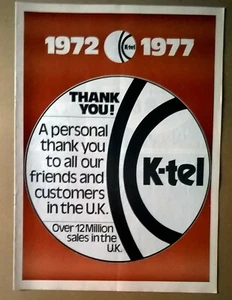 1972 K-tel 1977
THANK
YOU!
A personal
thank you
to all our
friends and
customers
in the U.K.
Over 12 Million
sales in the
U.K.
K-tel